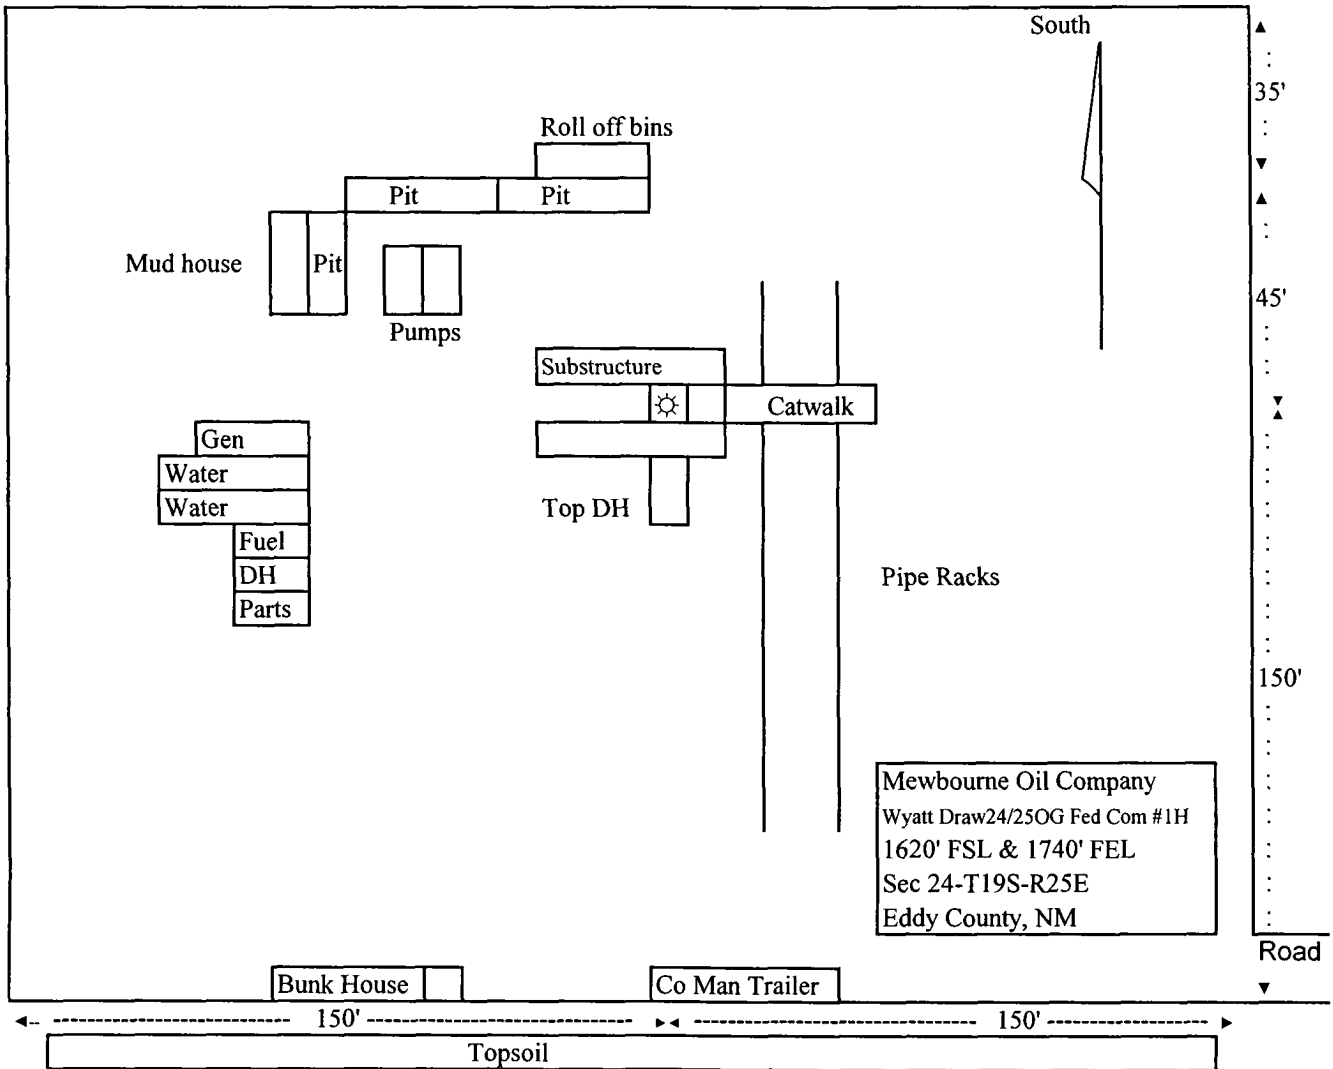 South
35'
Roll off bins
Pit
Pit
Mud house
Pit
45'
Pumps
Substructure
Catwalk
Gen
Water
Water
Top DH
Fuel
DH
Pipe Racks
Parts
150'
Mewbourne Oil Company
Wyatt Draw24/25OG Fed Com #1H
1620' FSL & 1740' FEL
Sec 24-T19S-R25E
Eddy County, NM
Road
Bunk House
Co Man Trailer
150'
150'
Topsoil